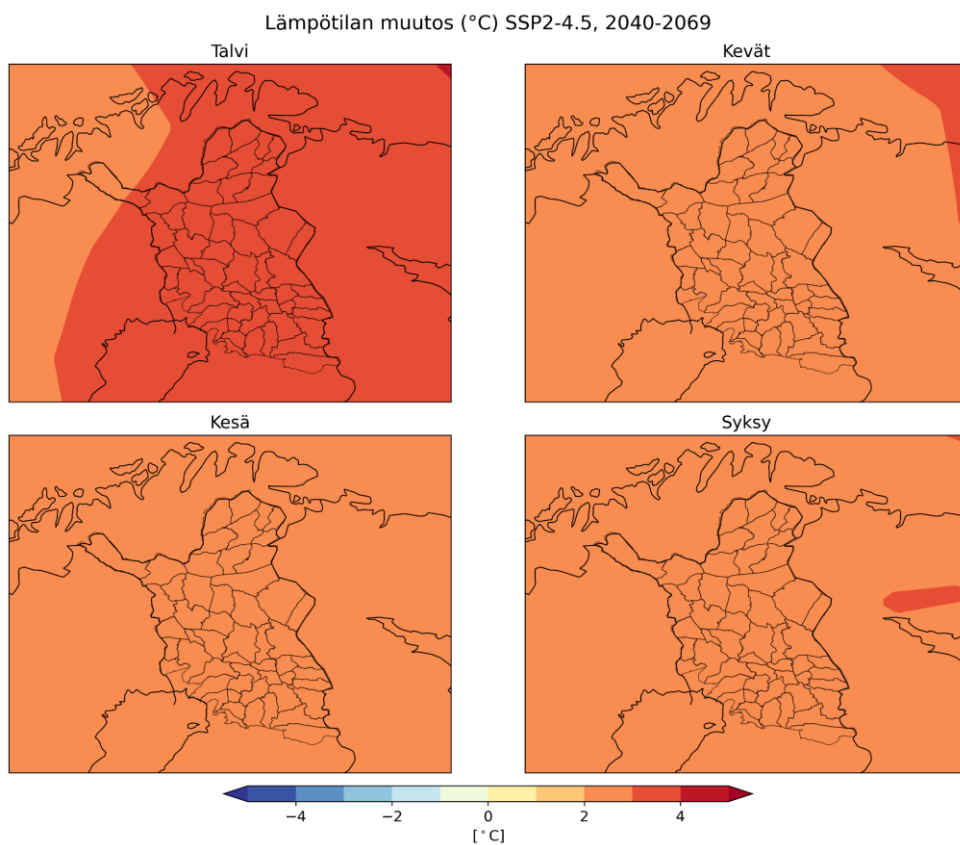 Lämpötilan muutos (°C) SSP2-4.5, 2040-2069
Talvi
Kevät
Kesä
Syksy
−4 −2 0 2 4
[°C]